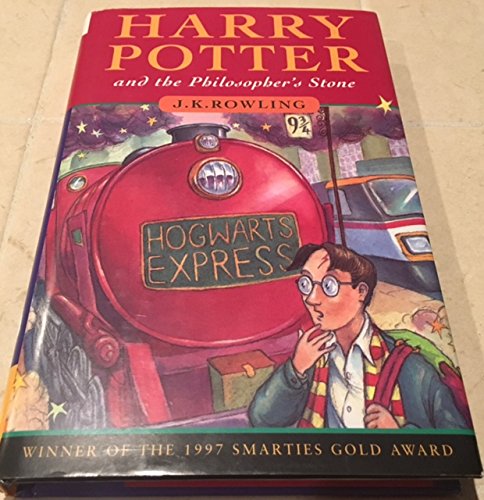 HARRY
POTTER
and the Philosopher's Stone
J.K.ROWLING
9¾
HOGWARTS
EXPRESS
WINNER OF THE 1997 SMARTIES GOLD AWARD